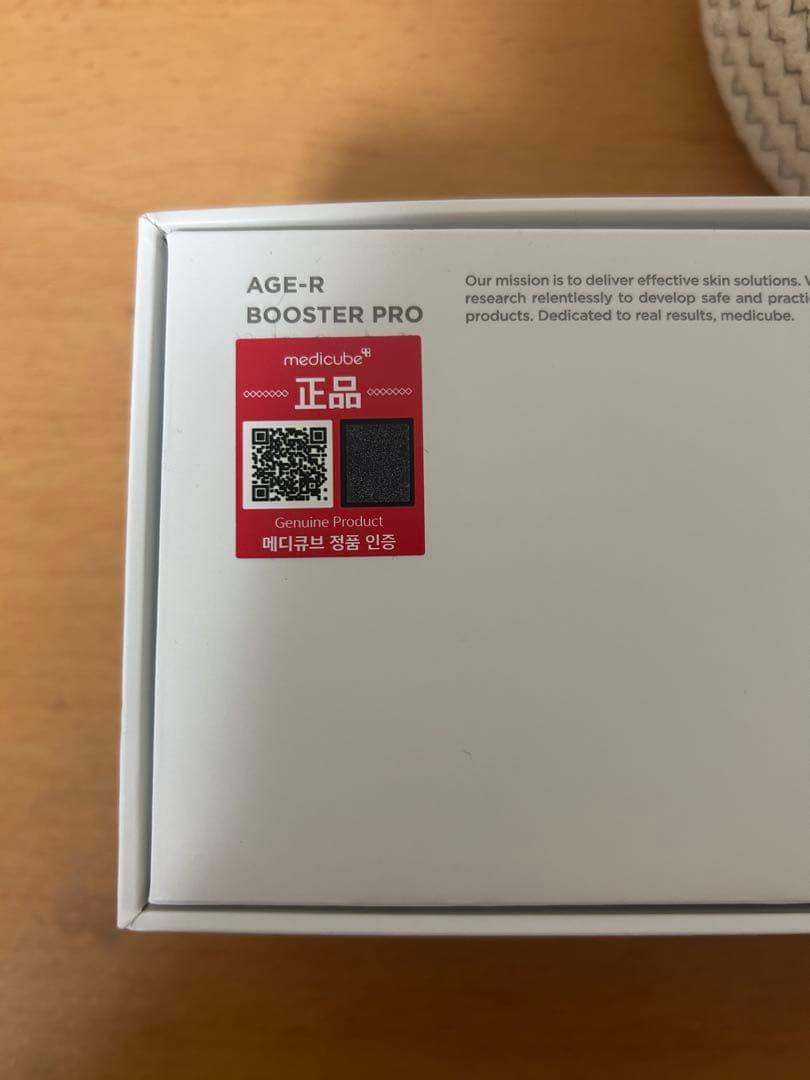 AGE-R
BOOSTER PRO
Our mission is to deliver effective skin solutions.
research relentlessly to develop safe and
products. Dedicated to real results, medicube.
medicube
正品
Genuine Product
메디큐브 정품 인증